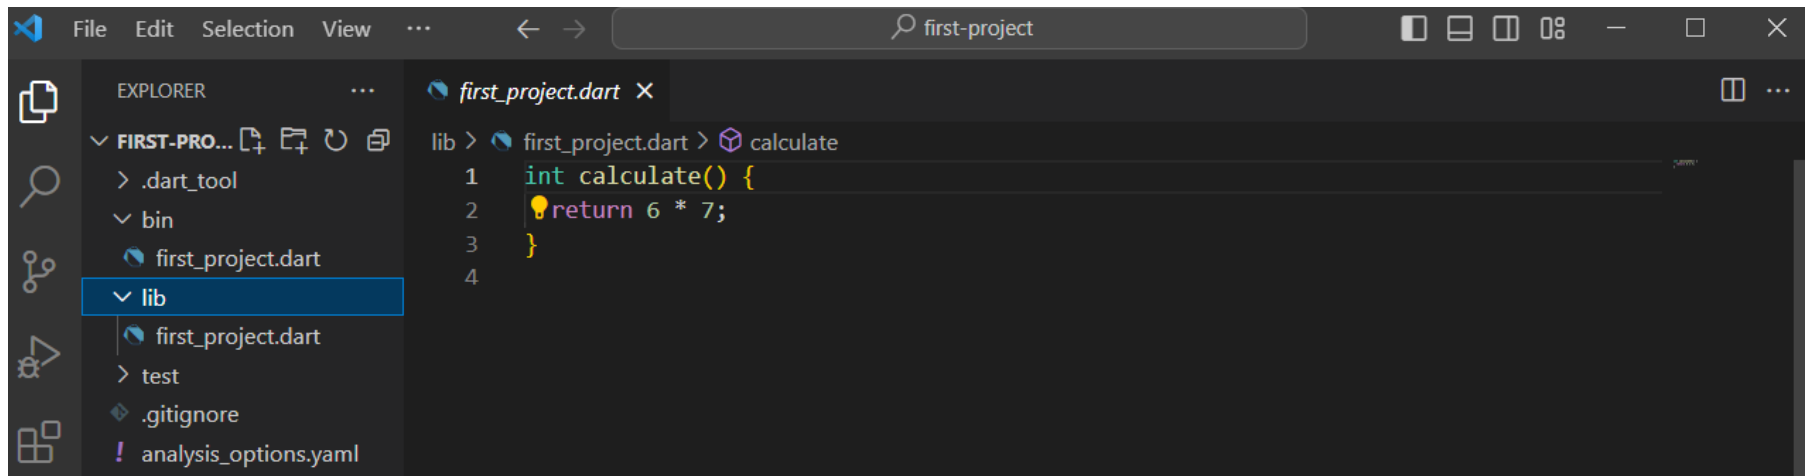 File Edit Selection View ··· first-project
EXPLORER ···
FIRST-PRO...
.dart_tool
bin
first_project.dart
lib
first_project.dart
test
.gitignore
! analysis_options.yaml
first_project.dart
lib > first_project.dart > calculate
1 int calculate() {
2 return 6 * 7;
3 }
4